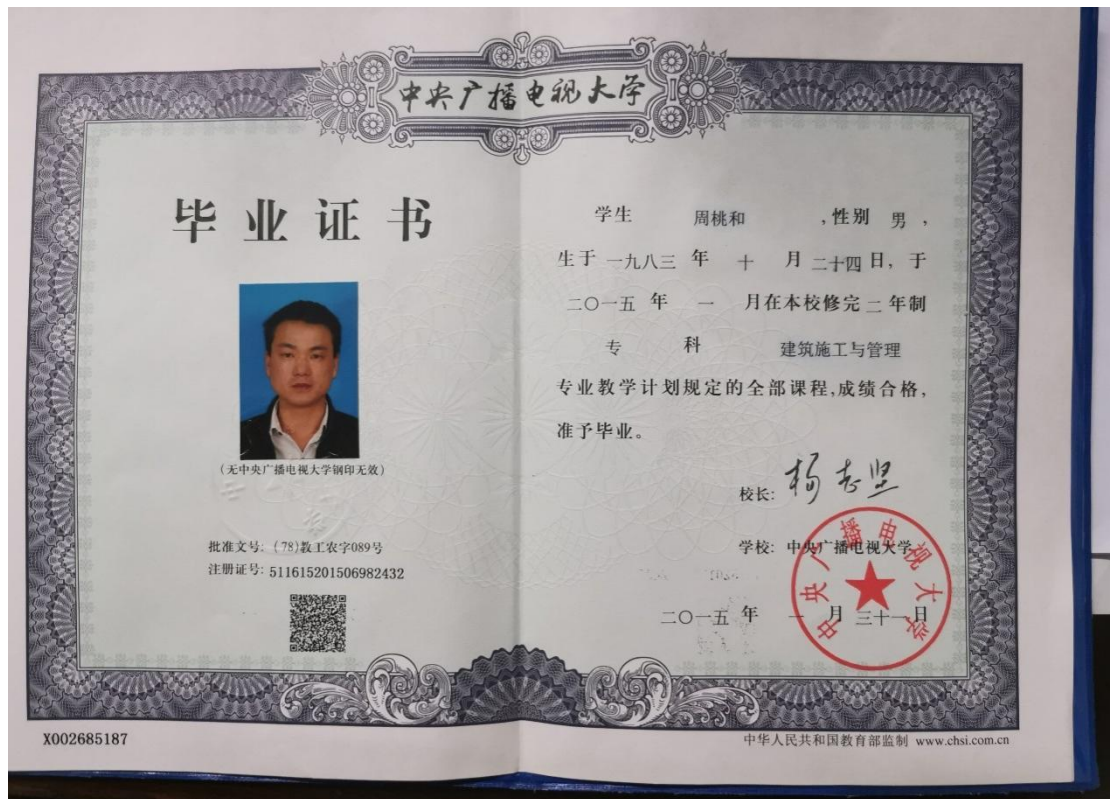 中央广播电视大学
毕业证书
(无中央广播电视大学钢印无效)
批准文号: (78)教工农字089号
注册证号: 511615201506982432
学生 周桃和 ,性别 男,
生于 一九八三 年 十 月 二十四 日, 于
二〇一五 年 一 月在本校修完 二 年制
专 科 建筑施工与管理
专业教学计划规定的全部课程,成绩合格,
准予毕业。
校长: 杨志坚
学校: 中央广播电视大学
二〇一五 年 一 月 三十一日
中央广播电视大学
X002685187
中华人民共和国教育部监制 www.chsi.com.cn